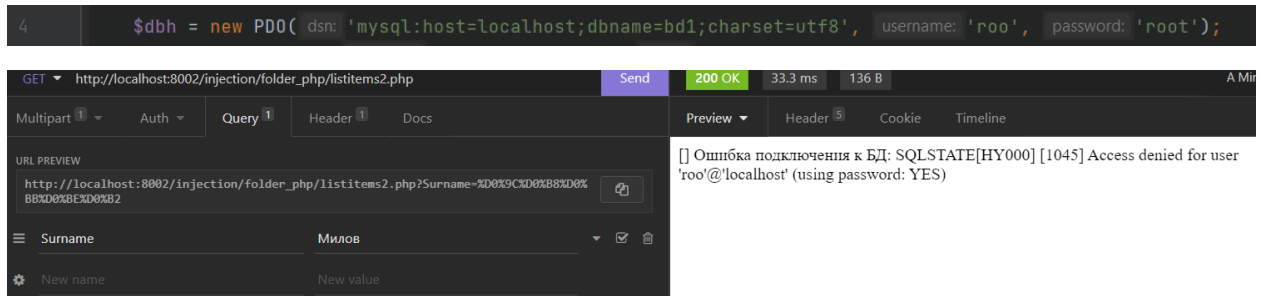 4 $dbh = new PDO( dsn: 'mysql:host=localhost;dbname=bd1;charset=utf8', username: 'roo', password: 'root');
GET http://localhost:8002/injection/folder_php/listitems2.php Send 200 OK 33.3 ms 136 B A Min
Multipart 1 Auth Query 1 Header 1 Docs Preview Header 5 Cookie Timeline
URL PREVIEW
http://localhost:8002/injection/folder_php/listitems2.php?Surname=%D0%9C%D0%B8%D0%
BB%D0%BE%D0%B2
Surname Милов
New name New value
[] Ошибка подключения к БД: SQLSTATE[HY000] [1045] Access denied for user
'roo'@'localhost' (using password: YES)